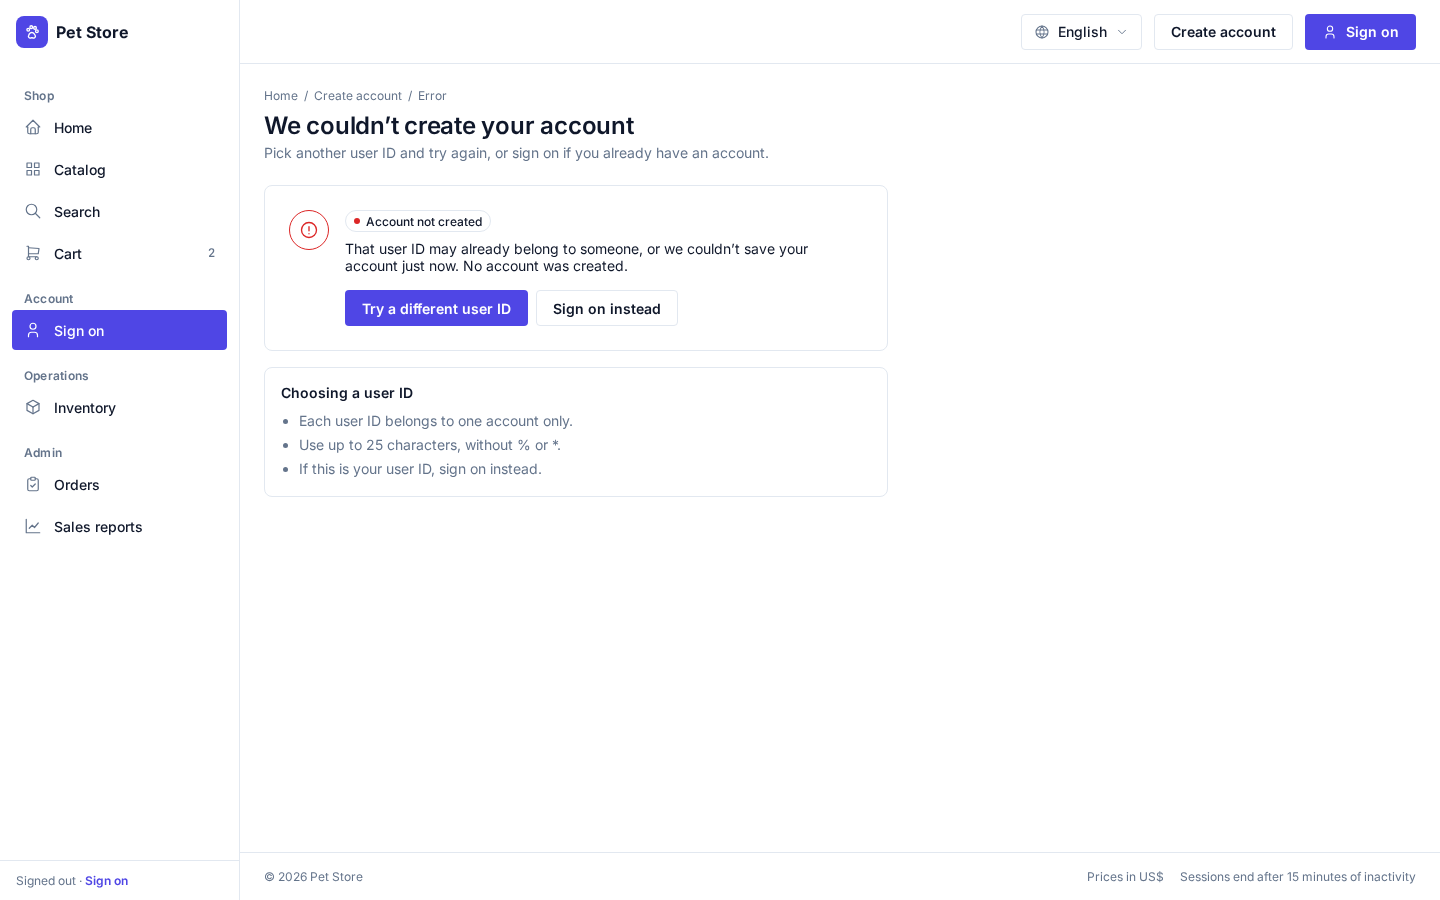 Pet Store
English
Create account
Sign on
Shop
Home
Catalog
Search
Cart 2
Account
Sign on
Operations
Inventory
Admin
Orders
Sales reports
Signed out · Sign on
Home / Create account / Error
We couldn’t create your account
Pick another user ID and try again, or sign on if you already have an account.
Account not created
That user ID may already belong to someone, or we couldn’t save your
account just now. No account was created.
Try a different user ID
Sign on instead
Choosing a user ID
• Each user ID belongs to one account only.
• Use up to 25 characters, without % or *.
• If this is your user ID, sign on instead.
© 2026 Pet Store
Prices in US$
Sessions end after 15 minutes of inactivity